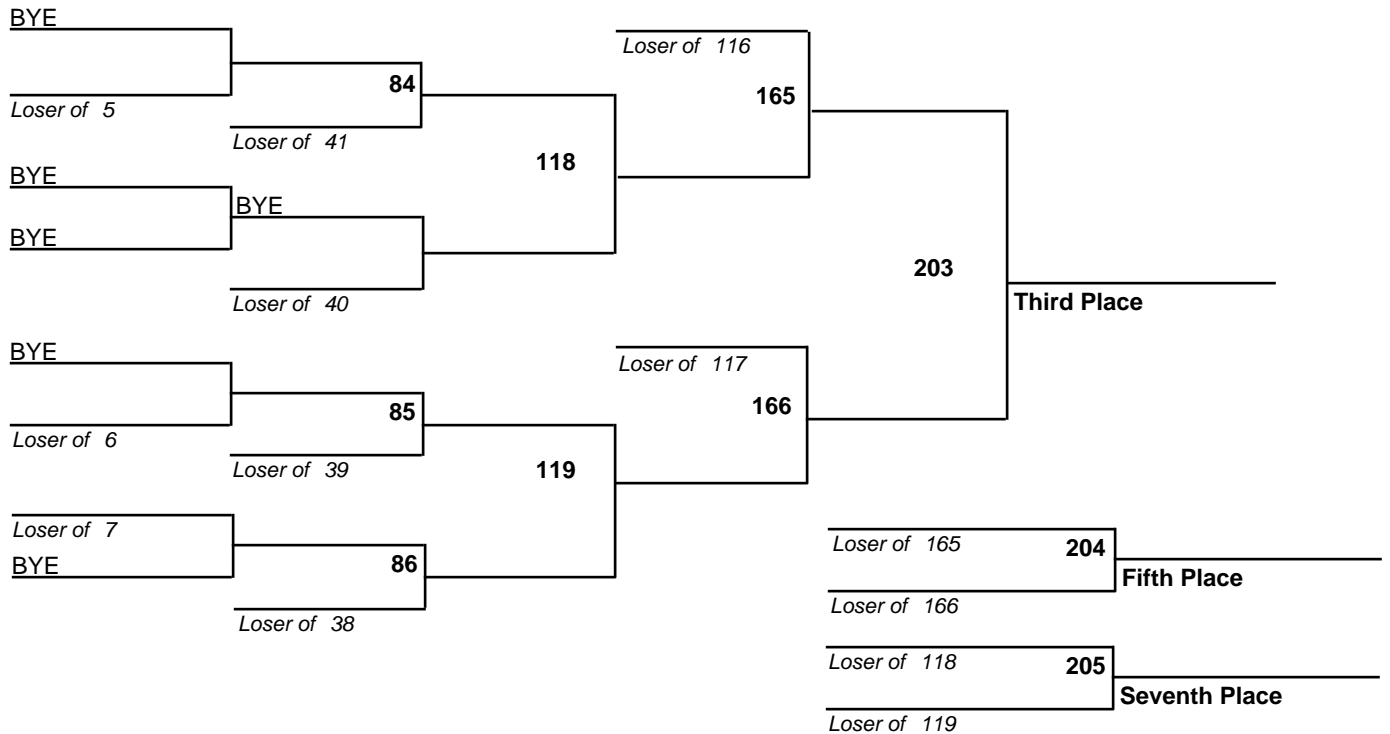 BYE
Loser of 116
84
165
Loser of 5
Loser of 41
118
BYE
BYE
BYE
203
Loser of 40
Third Place
BYE
Loser of 117
85
166
Loser of 6
Loser of 39
119
Loser of 7
Loser of 165
204
86
BYE
Fifth Place
Loser of 166
Loser of 38
Loser of 118
205
Seventh Place
Loser of 119